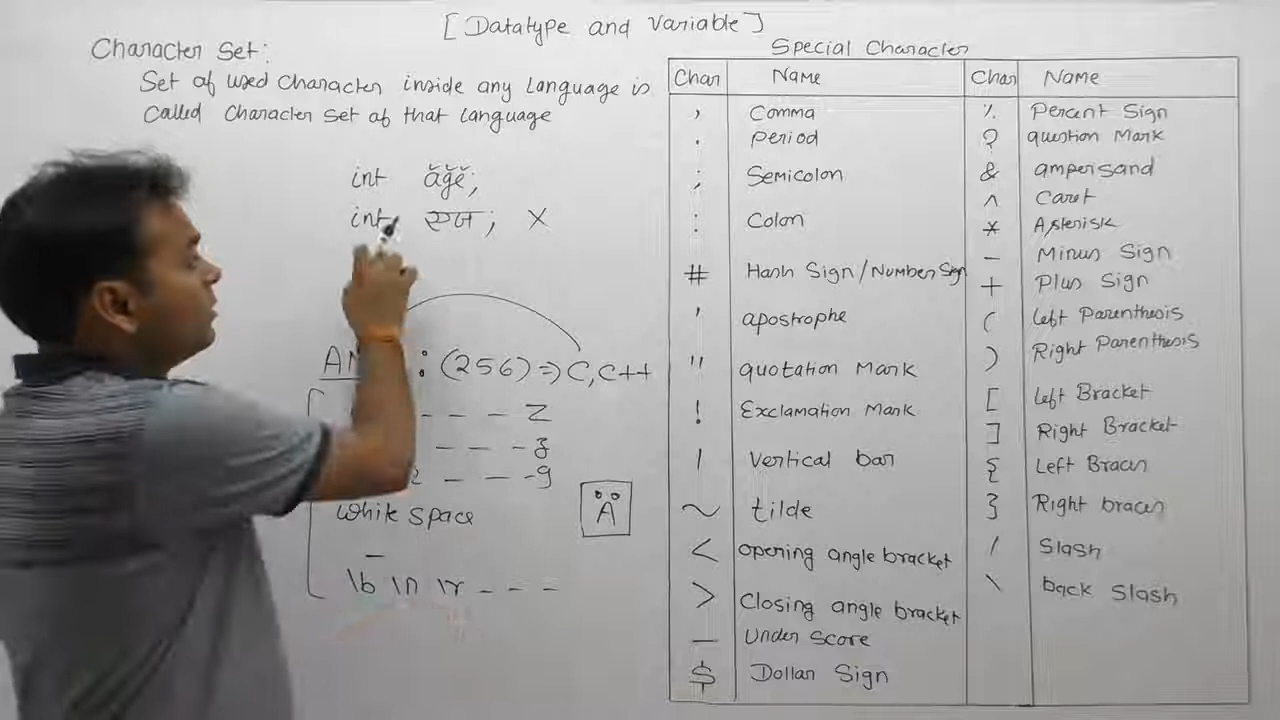 [Datatype and Variable]
Character Set:
Set of used Character inside any Language is
Called Character set of that language
int age;
int ; X
: (256) => C, C++
- - - Z
- - - - z
2 - - - 9
White space
-
\b \n \r - - -
A
Special Character
Char Name Char Name
, Comma % Percent Sign
. Period ? question Mark
; Semicolon & ampersand
: Colon ^ Caret
# Hash Sign/Number Sign * Asterisk
' apostrophe - Minus Sign
" quotation Mark + Plus Sign
! Exclamation Mark ( left Parenthesis
| Vertical bar ) Right Parenthesis
~ tilde [ left Bracket
< opening angle bracket ] Right Bracket
> Closing angle bracket { Left Braces
_ Under Score } Right braces
$ Dollar Sign / Slash
\ back Slash